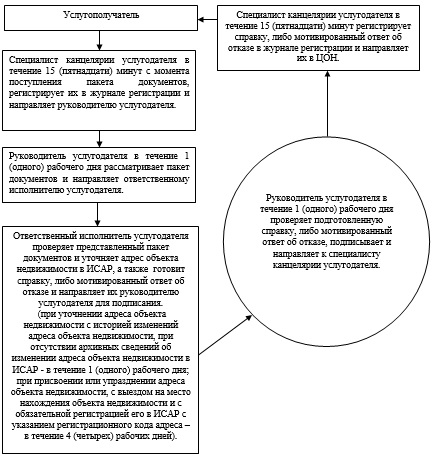 Услугополучатель
Специалист канцелярии услугодателя в
течение 15 (пятнадцати) минут с момента
поступления пакета документов,
регистрирует их в журнале регистрации и
направляет руководителю услугодателя.
Руководитель услугодателя в течение 1
(одного) рабочего дня рассматривает пакет
документов и направляет ответственному
исполнителю услугодателя.
Ответственный исполнитель услугодателя
проверяет представленный пакет
документов и уточняет адрес объекта
недвижимости в ИСАР, а также готовит
справку, либо мотивированный ответ об
отказе и направляет их руководителю
услугодателя для подписания.
(при уточнении адреса объекта
недвижимости с историей изменений
адреса объекта недвижимости, при
отсутствии архивных сведений об
изменении адреса объекта недвижимости в
ИСАР - в течение 1 (одного) рабочего дня;
при присвоении или упразднении адреса
объекта недвижимости, с выездом на место
нахождения объекта недвижимости и с
обязательной регистрацией его в ИСАР с
указанием регистрационного кода адреса –
в течение 4 (четырех) рабочих дней).
Руководитель услугодателя в
течение 1 (одного) рабочего дня
проверяет подготовленную
справку, либо мотивированный
ответ об отказе, подписывает и
направляет к специалисту
канцелярии услугодателя.
Специалист канцелярии услугодателя в
течение 15 (пятнадцати) минут регистрирует
справку, либо мотивированный ответ об
отказе в журнале регистрации и направляет
их в ЦОН.